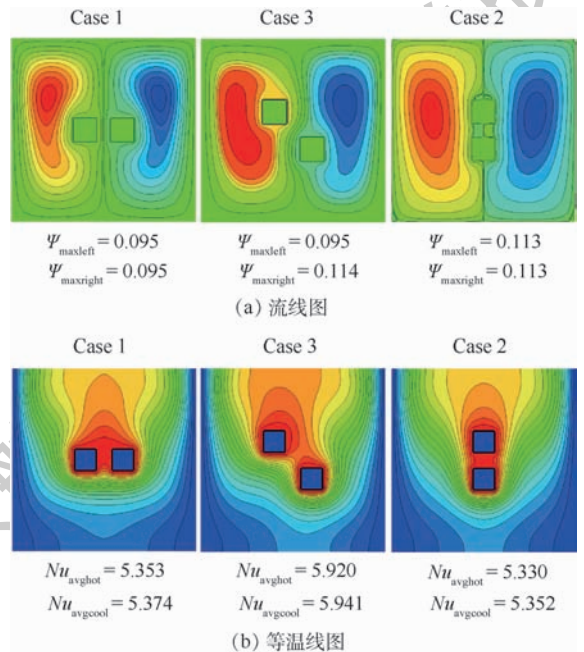 Case 1 Case 3 Case 2
Ψmaxleft = 0.095 Ψmaxleft = 0.095 Ψmaxleft = 0.113
Ψmaxright = 0.095 Ψmaxright = 0.114 Ψmaxright = 0.113
(a) 流线图
Case 1 Case 3 Case 2
Nuavghot = 5.353 Nuavghot = 5.920 Nuavghot = 5.330
Nuavgcool = 5.374 Nuavgcool = 5.941 Nuavgcool = 5.352
(b) 等温线图